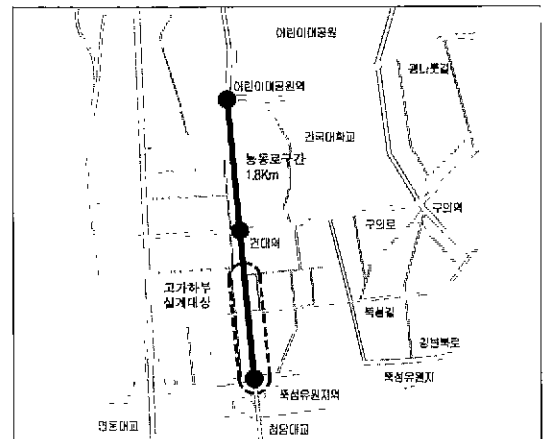 어린이대공원
광나룻길
어린이대공원역
건국대학교
능동로구간
1.8Km
구의역
구의로
건대역
고가하부
설계대상
뚝섬길
강변북로
뚝섬유원지
뚝섬유원지역
영동대교
청담대교